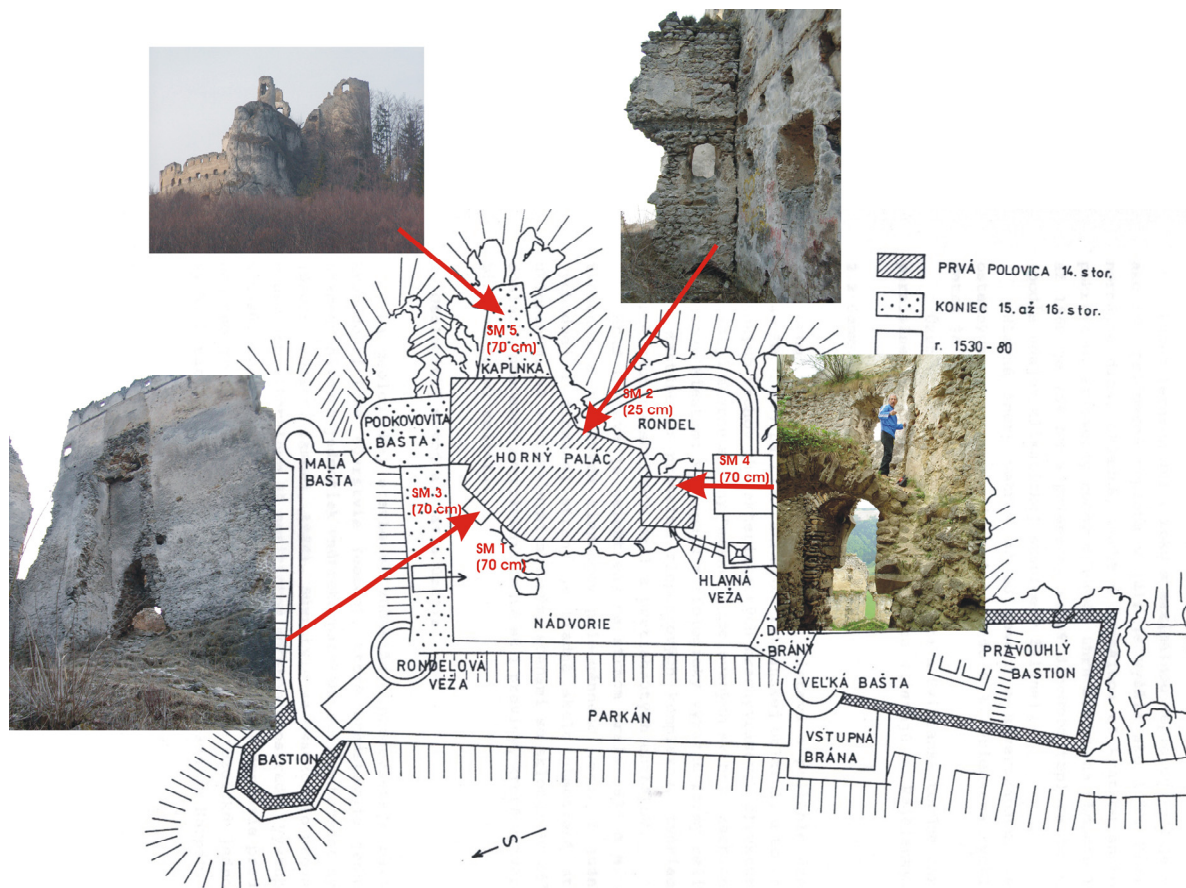 PRVÁ POLOVICA 14. stor.
KONIEC 15. až 16. stor.
r. 1530 - 80
SM 5
(70 cm)
KAPLNKA
SM 2
(25 cm)
RONDEL
PODKOVOVITÁ
BAŠTA
MALÁ
BAŠTA
HORNÝ PALÁC
SM 4
(70 cm)
SM 3
(70 cm)
SM 1
(70 cm)
HLAVNÁ
VEŽA
NÁDVORIE
BRÁNY
PRAVOUHLÝ
BASTION
RONDELOVÁ
VEŽA
VEĽKÁ BAŠTA
PARKÁN
VSTUPNÁ
BRÁNA
BASTION
S